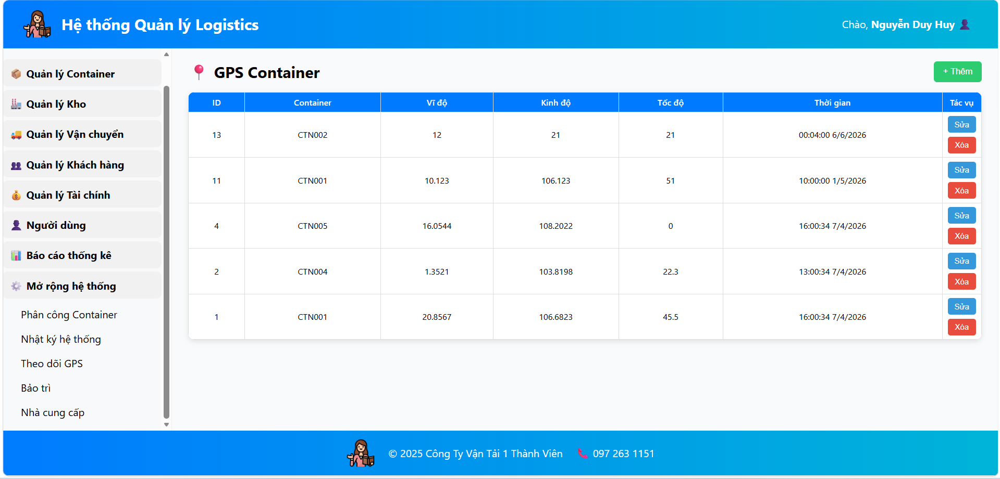 Hệ thống Quản lý Logistics
Chào, Nguyễn Duy Huy
Quản lý Container
Quản lý Kho
Quản lý Vận chuyển
Quản lý Khách hàng
Quản lý Tài chính
Người dùng
Báo cáo thống kê
Mở rộng hệ thống
Phân công Container
Nhật ký hệ thống
Theo dõi GPS
Bảo trì
Nhà cung cấp
GPS Container
+ Thêm
ID Container Vĩ độ Kinh độ Tốc độ Thời gian Tác vụ
13 CTN002 12 21 21 00:04:00 6/6/2026 Sửa
Xóa
11 CTN001 10.123 106.123 51 10:00:00 1/5/2026 Sửa
Xóa
4 CTN005 16.0544 108.2022 0 16:00:34 7/4/2026 Sửa
Xóa
2 CTN004 1.3521 103.8198 22.3 13:00:34 7/4/2026 Sửa
Xóa
1 CTN001 20.8567 106.6823 45.5 16:00:34 7/4/2026 Sửa
Xóa
© 2025 Công Ty Vận Tải 1 Thành Viên 097 263 1151